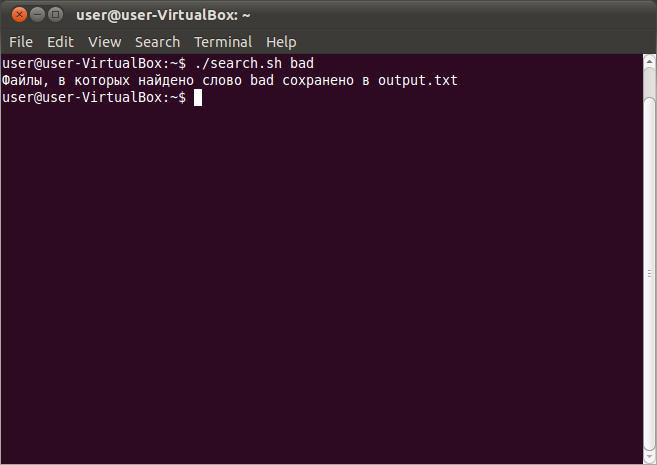 user@user-VirtualBox: ~
File Edit View Search Terminal Help
user@user-VirtualBox:~$ ./search.sh bad
Файлы, в которых найдено слово bad сохранено в output.txt
user@user-VirtualBox:~$